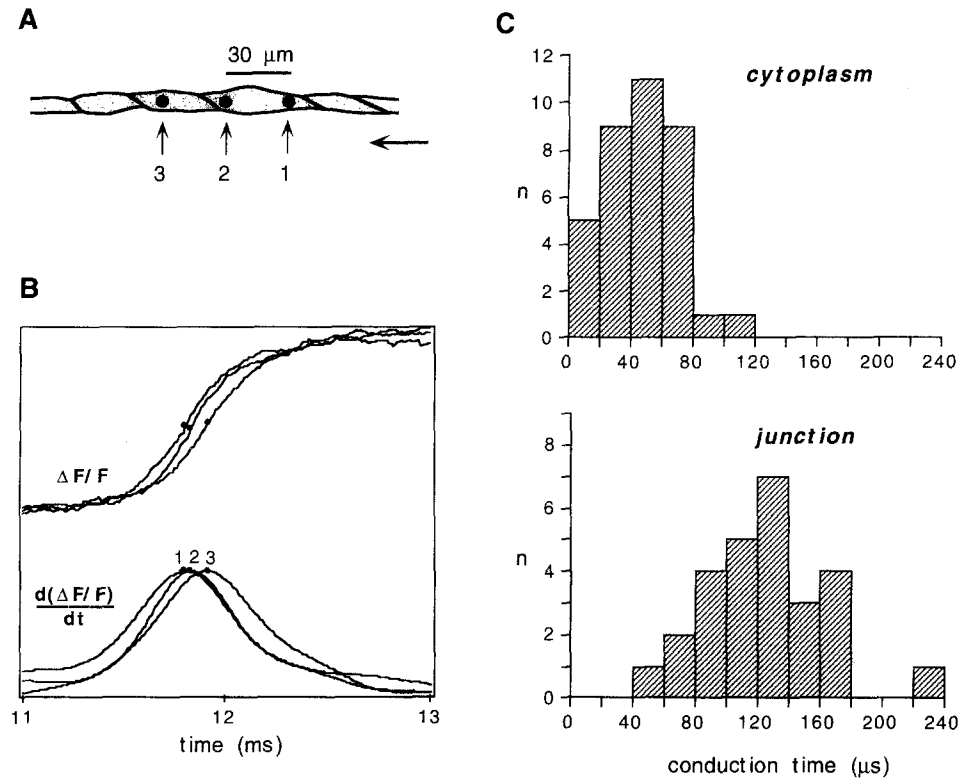 A
30 μm
3 2 1
B
Δ F/ F
1 2 3
d(Δ F/ F)
dt
11 12 13
time (ms)
C
cytoplasm
12
10
8
n
6
4
2
0
0 40 80 120 160 200 240
junction
8
6
n
4
2
0
0 40 80 120 160 200 240
conduction time (μs)